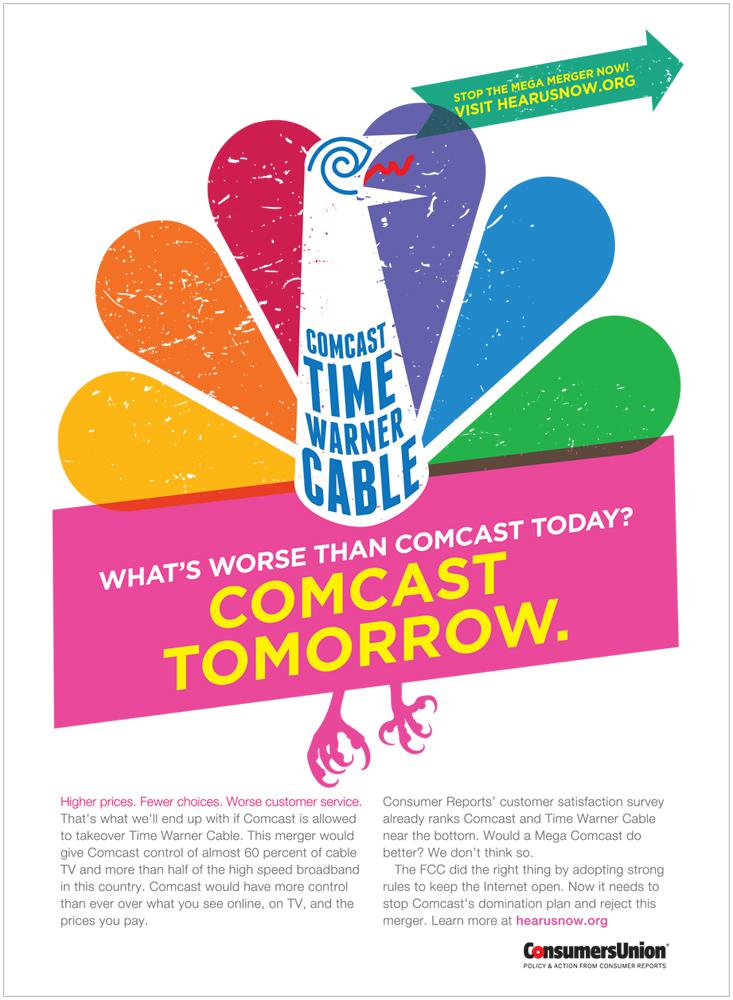 STOP THE MEGA MERGER NOW!
VISIT HEARUSNOW.ORG
COMCAST
TIME
WARNER
CABLE
WHAT'S WORSE THAN COMCAST TODAY?
COMCAST
TOMORROW.
Higher prices. Fewer choices. Worse customer service.
That's what we'll end up with if Comcast is allowed
to takeover Time Warner Cable. This merger would
give Comcast control of almost 60 percent of cable
TV and more than half of the high speed broadband
in this country. Comcast would have more control
than ever over what you see online, on TV, and the
prices you pay.
Consumer Reports' customer satisfaction survey
already ranks Comcast and Time Warner Cable
near the bottom. Would a Mega Comcast do
better? We don't think so.
The FCC did the right thing by adopting strong
rules to keep the Internet open. Now it needs to
stop Comcast's domination plan and reject this
merger. Learn more at hearusnow.org
ConsumersUnion®
POLICY & ACTION FROM CONSUMER REPORTS